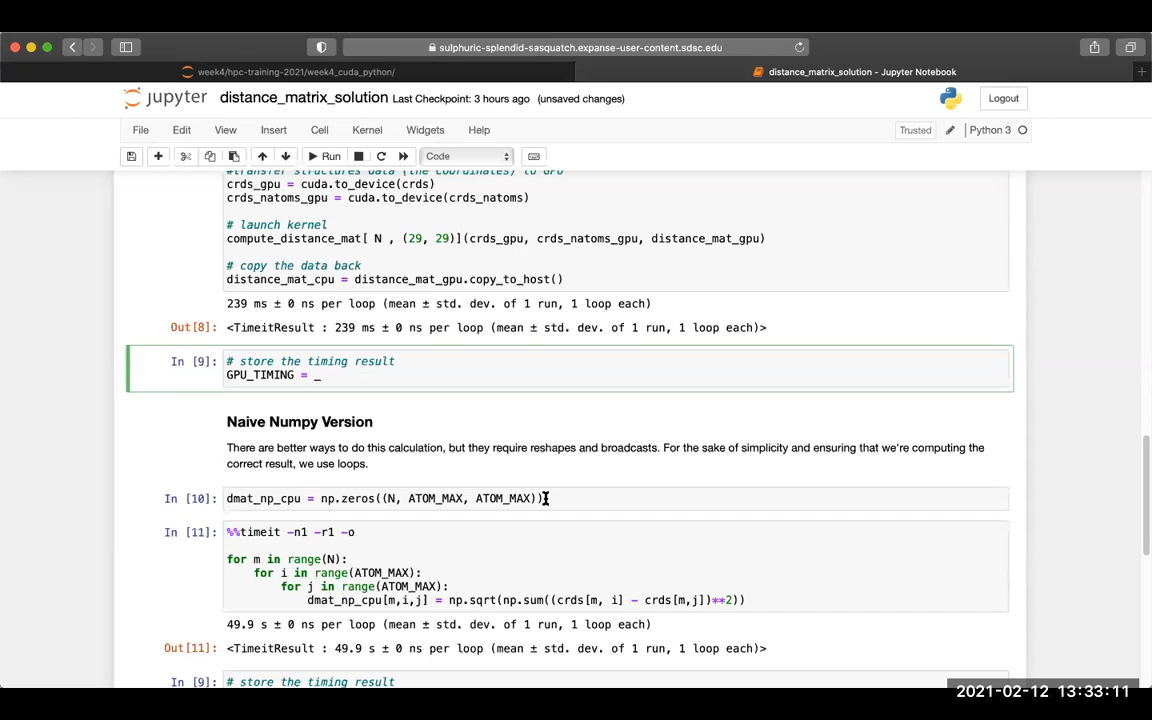 sulphuric-splendid-sasquatch.expanse-user-content.sdsc.edu
week4/hpc-training-2021/week4_cuda_python/
distance_matrix_solution - Jupyter Notebook
jupyter distance_matrix_solution Last Checkpoint: 3 hours ago (unsaved changes) Logout
File Edit View Insert Cell Kernel Widgets Help Trusted Python 3
Run Code
#transfer structures data (the coordinates) to GPU
crds_gpu = cuda.to_device(crds)
crds_natoms_gpu = cuda.to_device(crds_natoms)
# launch kernel
compute_distance_mat[ N , (29, 29)](crds_gpu, crds_natoms_gpu, distance_mat_gpu)
# copy the data back
distance_mat_cpu = distance_mat_gpu.copy_to_host()
239 ms ± 0 ns per loop (mean ± std. dev. of 1 run, 1 loop each)
Out[8]: <TimeitResult : 239 ms ± 0 ns per loop (mean ± std. dev. of 1 run, 1 loop each)>
In [9]: # store the timing result
GPU_TIMING = _
Naive Numpy Version
There are better ways to do this calculation, but they require reshapes and broadcasts. For the sake of simplicity and ensuring that we're computing the
correct result, we use loops.
In [10]: dmat_np_cpu = np.zeros((N, ATOM_MAX, ATOM_MAX))
In [11]: %%timeit -n1 -r1 -o
for m in range(N):
for i in range(ATOM_MAX):
for j in range(ATOM_MAX):
dmat_np_cpu[m,i,j] = np.sqrt(np.sum((crds[m, i] - crds[m,j])**2))
49.9 s ± 0 ns per loop (mean ± std. dev. of 1 run, 1 loop each)
Out[11]: <TimeitResult : 49.9 s ± 0 ns per loop (mean ± std. dev. of 1 run, 1 loop each)>
In [9]: # store the timing result
2021-02-12 13:33:11